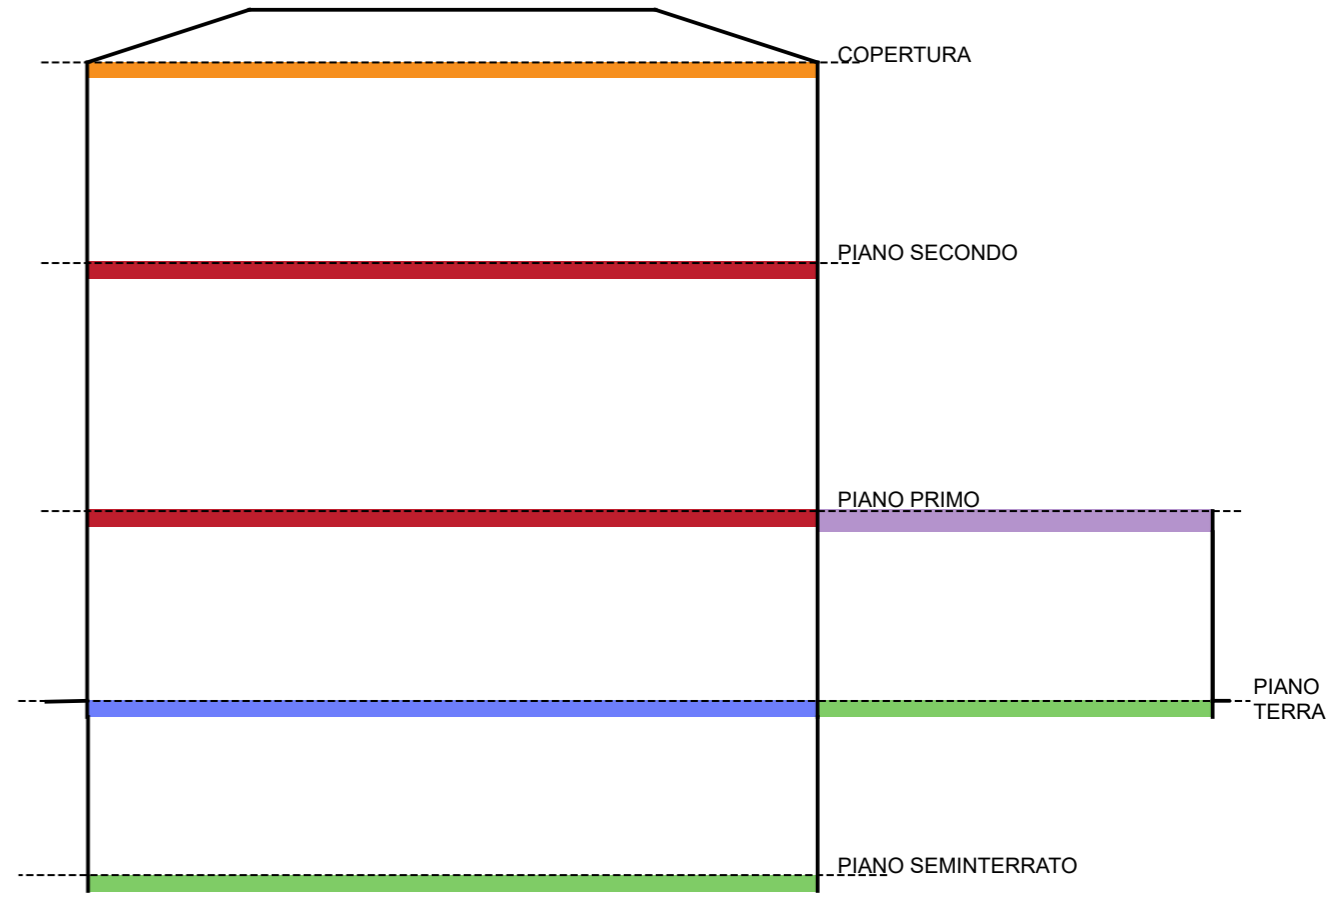 COPERTURA
PIANO SECONDO
PIANO PRIMO
PIANO
TERRA
PIANO SEMINTERRATO